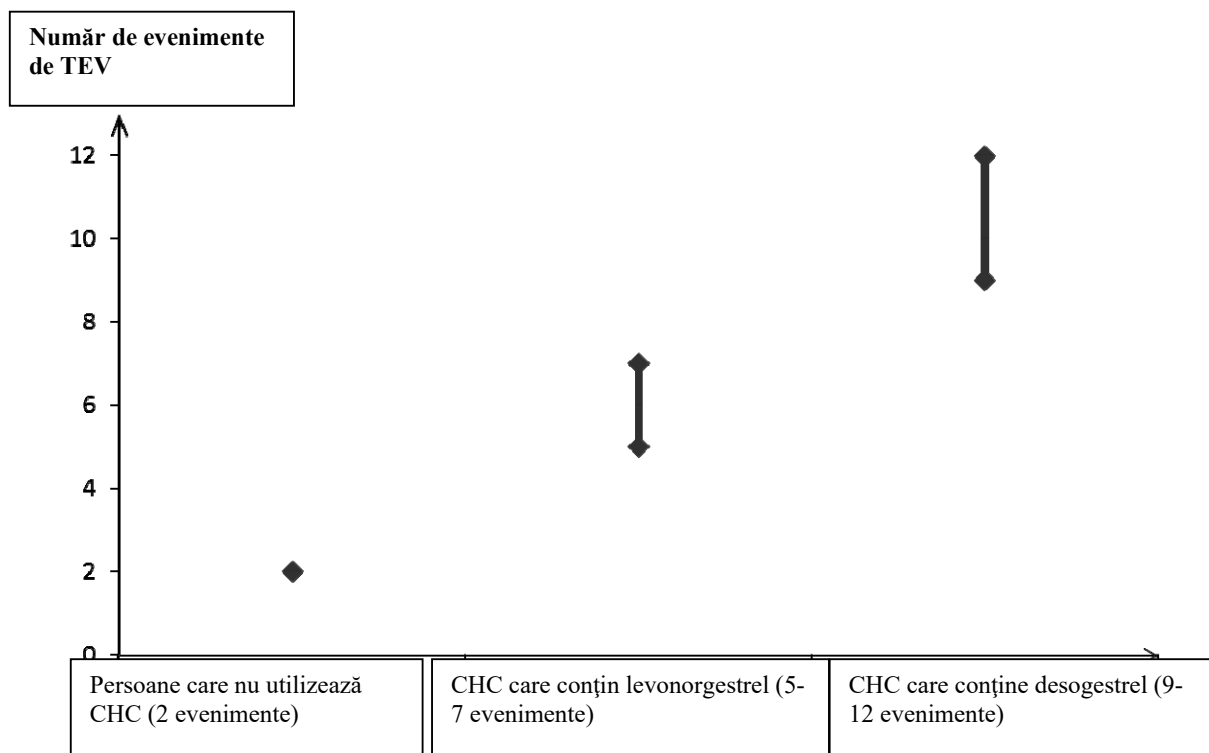 Număr de evenimente
de TEV
12
10
8
6
4
2
0
Persoane care nu utilizează
CHC (2 evenimente)
CHC care conţin levonorgestrel (5-
7 evenimente)
CHC care conţine desogestrel (9-
12 evenimente)